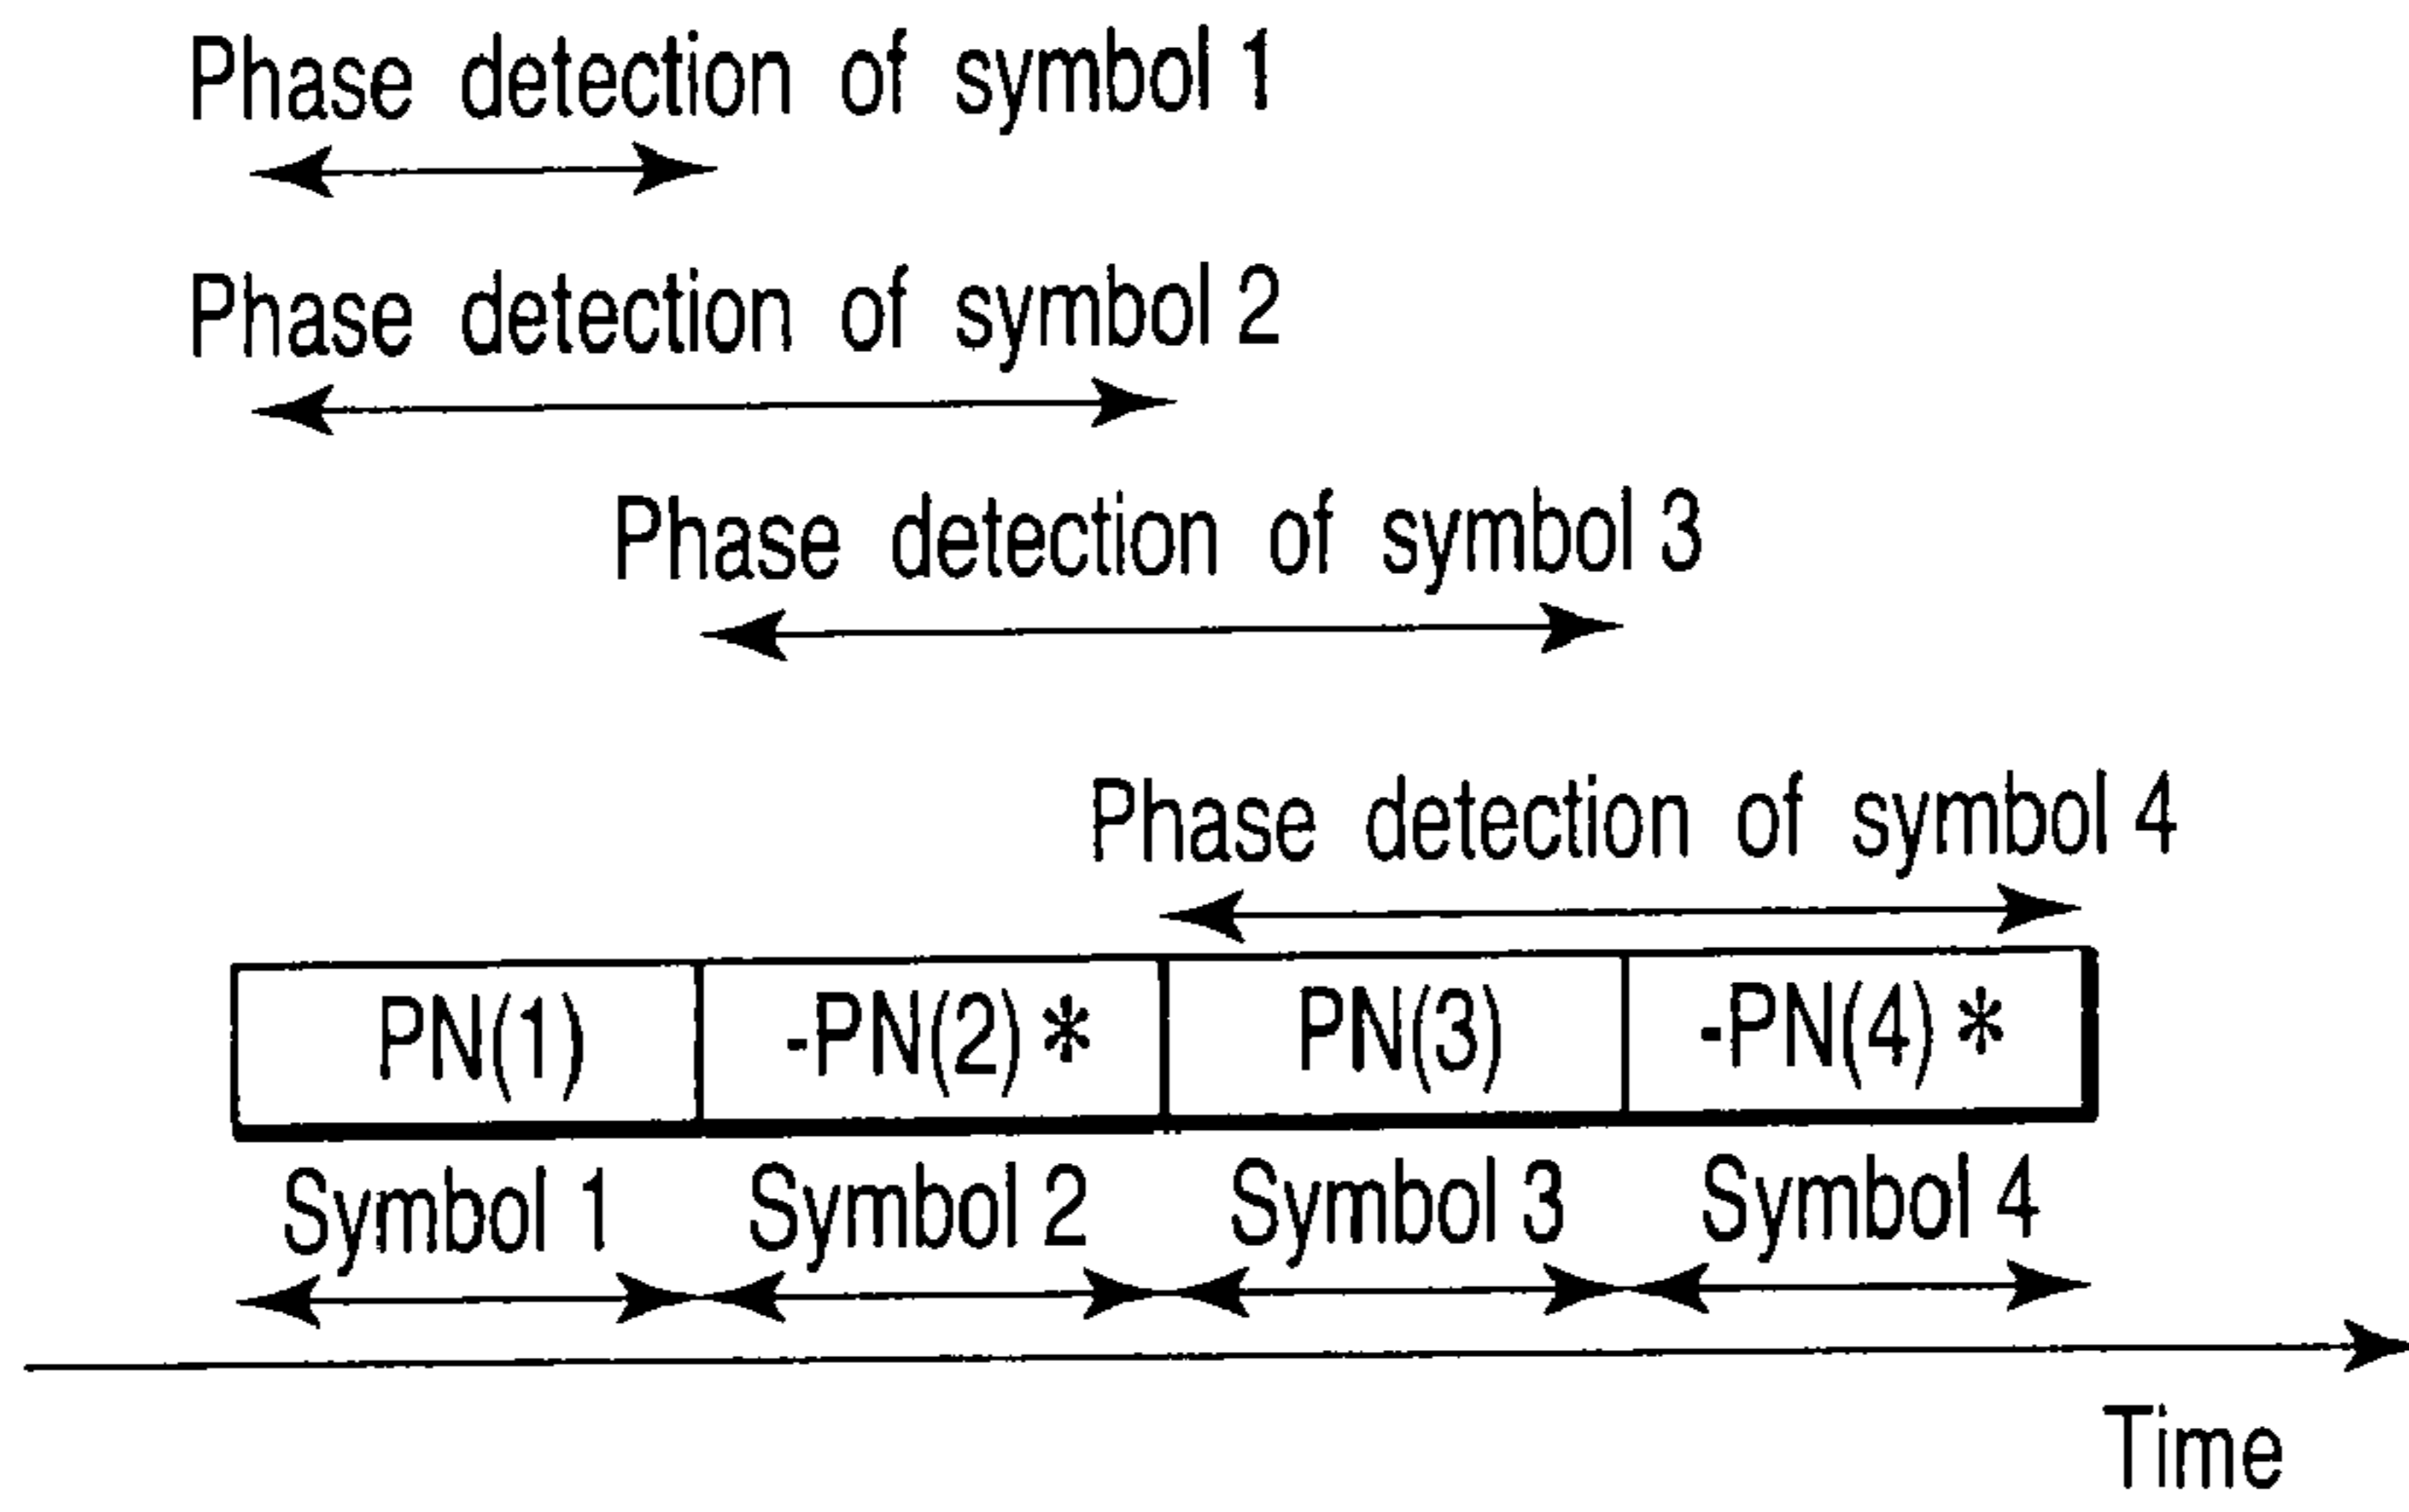 Phase detection of symbol 1
Phase detection of symbol 2
Phase detection of symbol 3
Phase detection of symbol 4
PN(1) -PN(2)* PN(3) -PN(4)*
Symbol 1 Symbol 2 Symbol 3 Symbol 4
Time